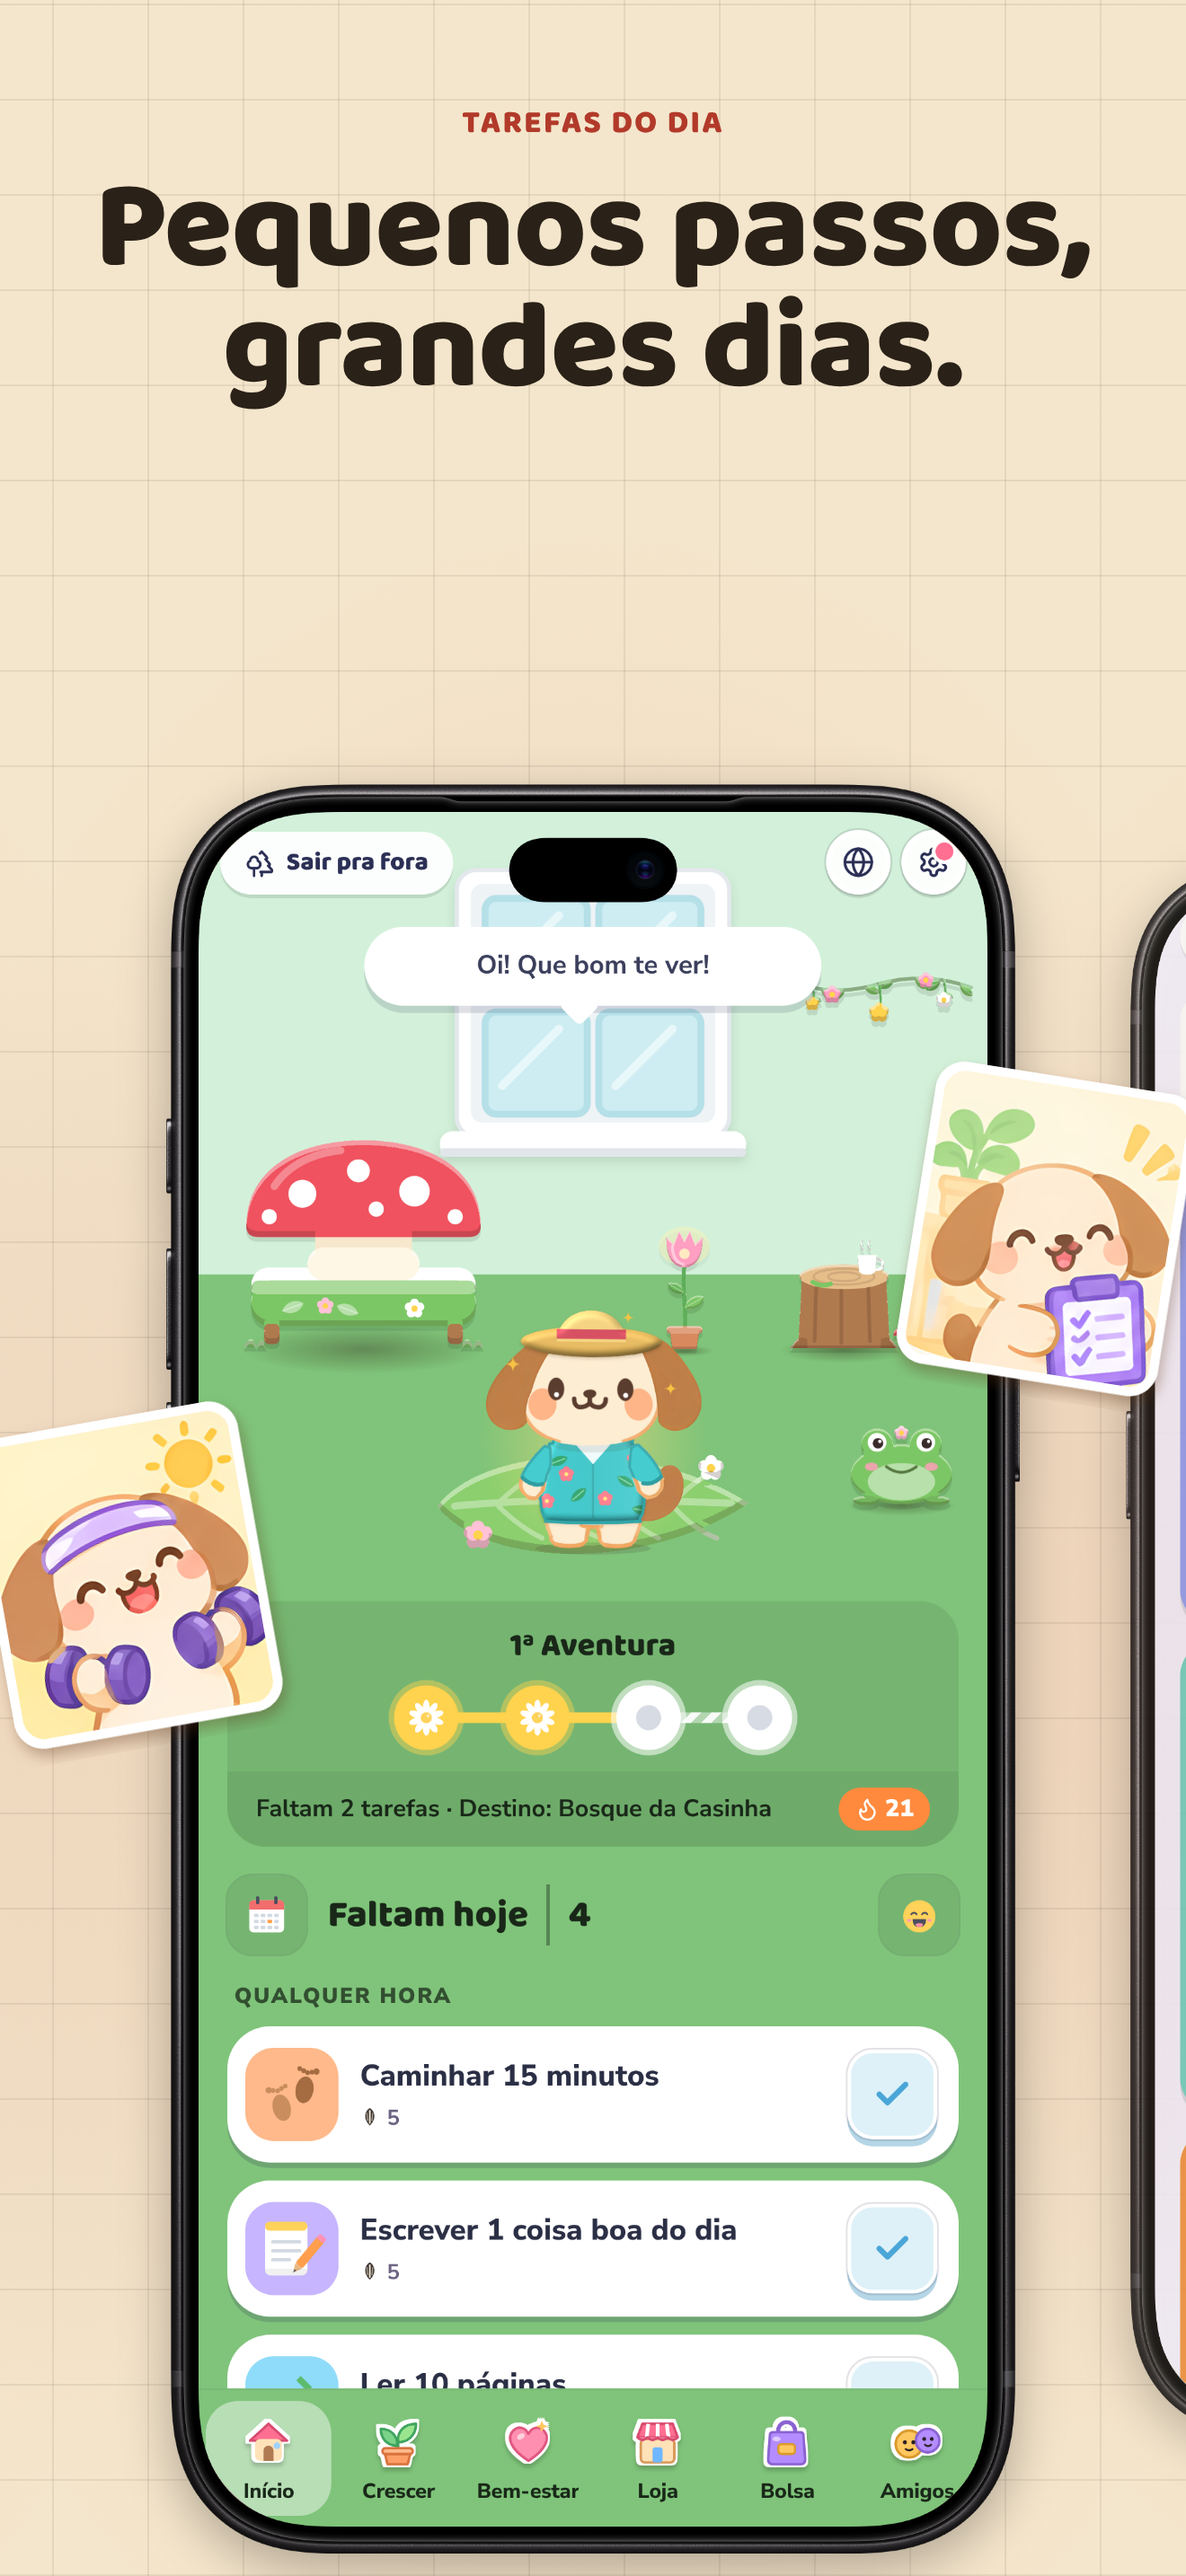 TAREFAS DO DIA
Pequenos passos,
grandes dias.
Sair pra fora
Oi! Que bom te ver!
1ª Aventura
Faltam 2 tarefas · Destino: Bosque da Casinha
21
Faltam hoje
4
QUALQUER HORA
Caminhar 15 minutos
5
Escrever 1 coisa boa do dia
5
Ler 10 páginas
Início
Crescer
Bem-estar
Loja
Bolsa
Amigos